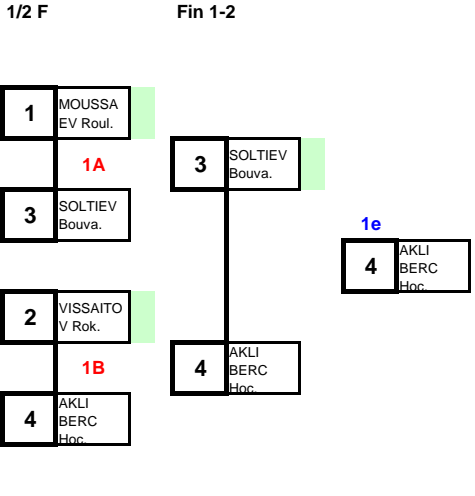 1/2 F
Fin 1-2
1
MOUSSA
EV Roul.
1A
3
SOLTIEV
Bouva.
2
VISSAITO
V Rok.
1B
4
AKLI
BERC
Hoc.
3
SOLTIEV
Bouva.
4
AKLI
BERC
Hoc.
1e
4
AKLI
BERC
Hoc.